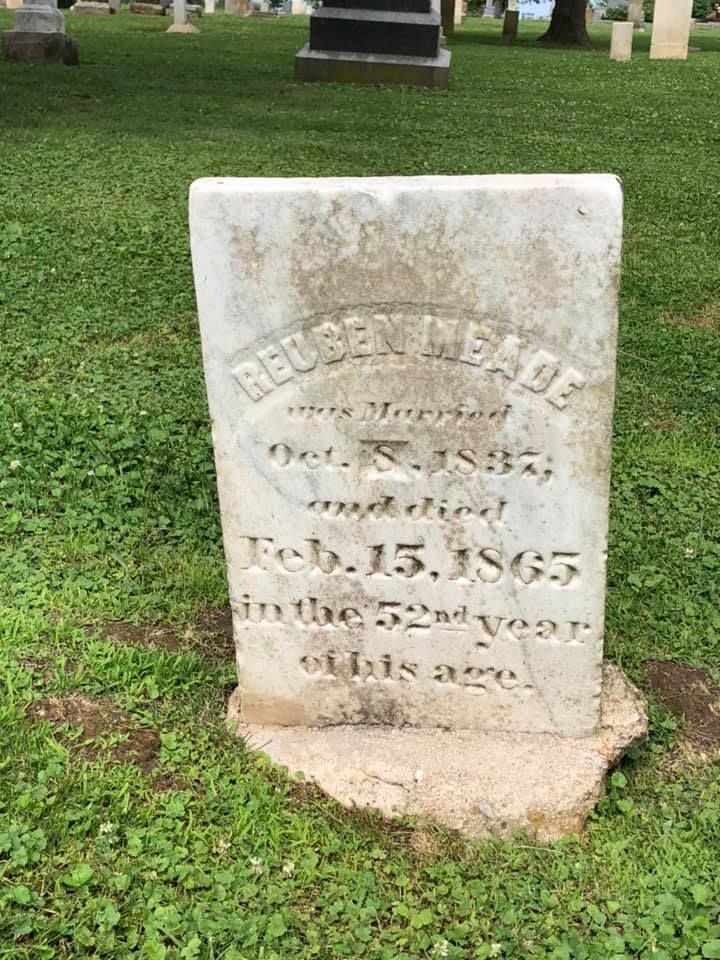 REUBEN MEADE
was Married
Oct. 8. 1837,
and died
Feb. 15, 1865
in the 52nd year
of his age.